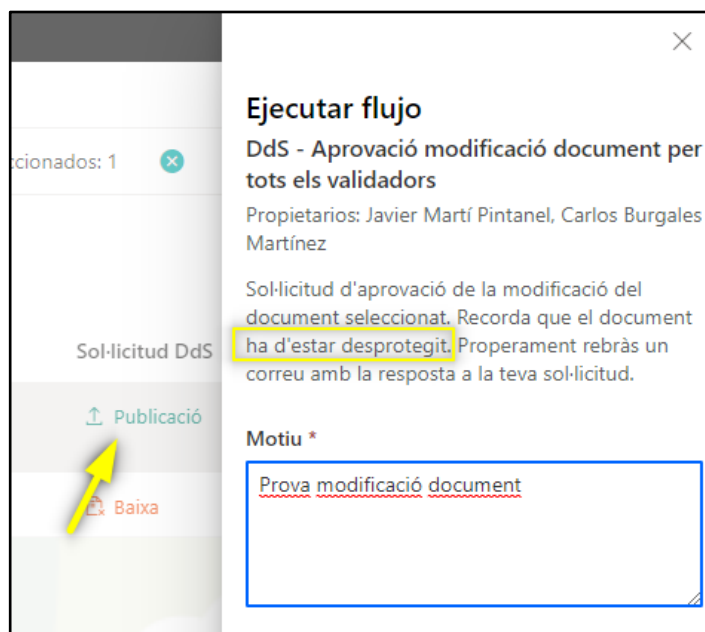 cionados: 1
Sol·licitud DdS
Publicació
Baixa
Ejecutar flujo
DdS - Aprovació modificació document per
tots els validadors
Propietarios: Javier Martí Pintanel, Carlos Burgales
Martínez
Sol·licitud d'aprovació de la modificació del
document seleccionat. Recorda que el document
ha d'estar desprotegit. Properament rebràs un
correu amb la resposta a la teva sol·licitud.
Motiu *
Prova modificació document